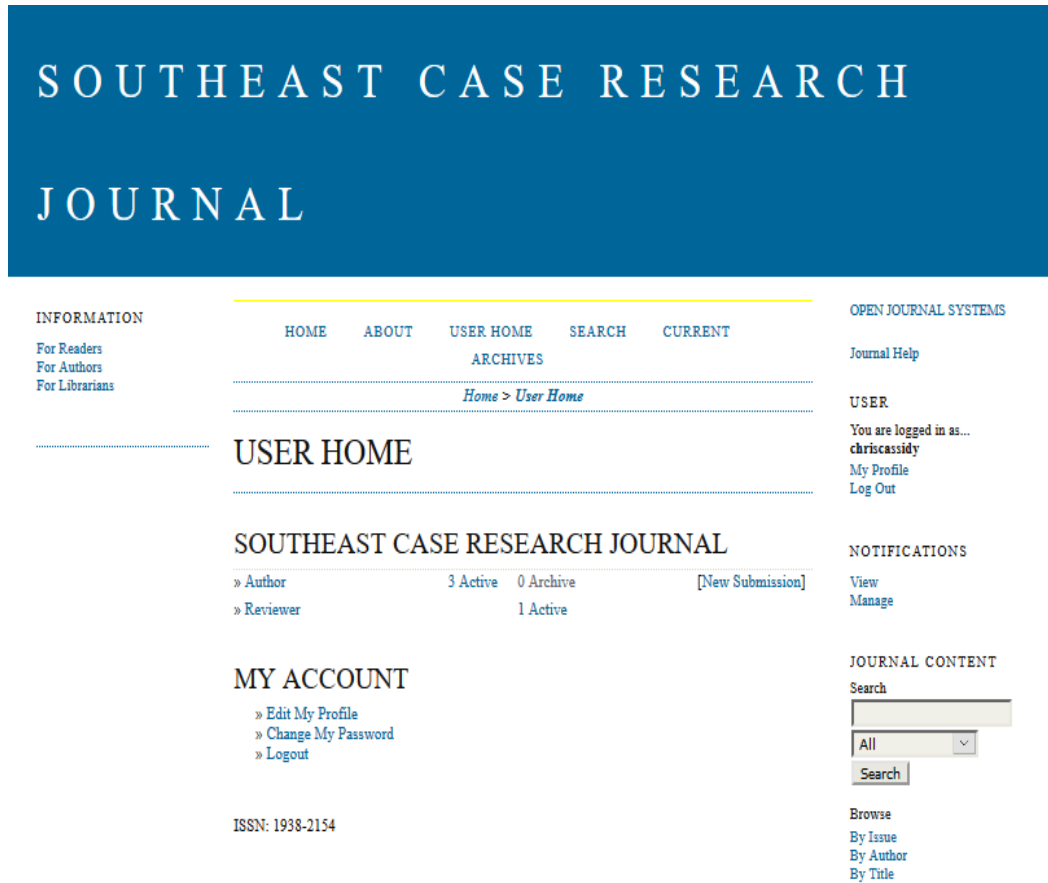 SOUTHEAST CASE RESEARCH
JOURNAL
INFORMATION
For Readers
For Authors
For Librarians
HOME ABOUT USER HOME SEARCH CURRENT
ARCHIVES
Home > User Home
USER HOME
SOUTHEAST CASE RESEARCH JOURNAL
» Author 3 Active 0 Archive [New Submission]
» Reviewer 1 Active
MY ACCOUNT
» Edit My Profile
» Change My Password
» Logout
ISSN: 1938-2154
OPEN JOURNAL SYSTEMS
Journal Help
USER
You are logged in as...
chriscassidy
My Profile
Log Out
NOTIFICATIONS
View
Manage
JOURNAL CONTENT
Search
All
Search
Browse
By Issue
By Author
By Title